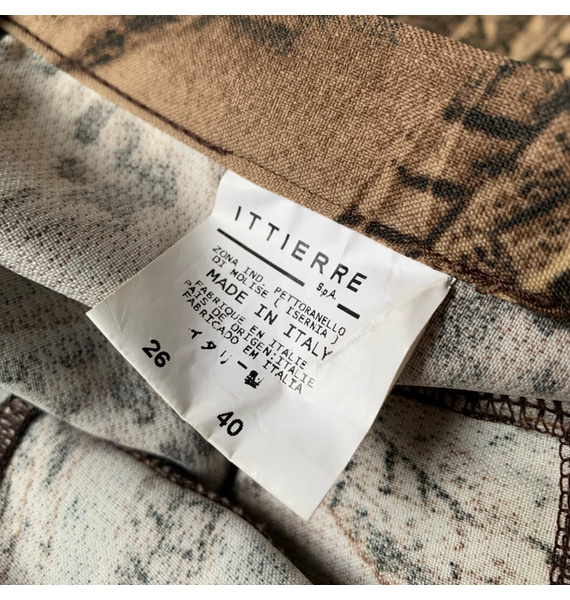 ITTIERRE
S.p.A.
ZONA IND. PETTORANELLO
DI MOLISE ( ISERNIA )
MADE IN ITALY
FABRIQUE EN ITALIE
PAIS DE ORIGEN:ITALIE
FABRICADO EM ITALIA
イタリー製
26
40